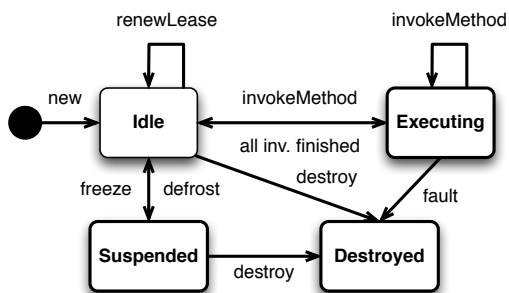 renewLease
invokeMethod
new
invokeMethod
Idle
Executing
all inv. finished
destroy
freeze
defrost
fault
Suspended
Destroyed
destroy